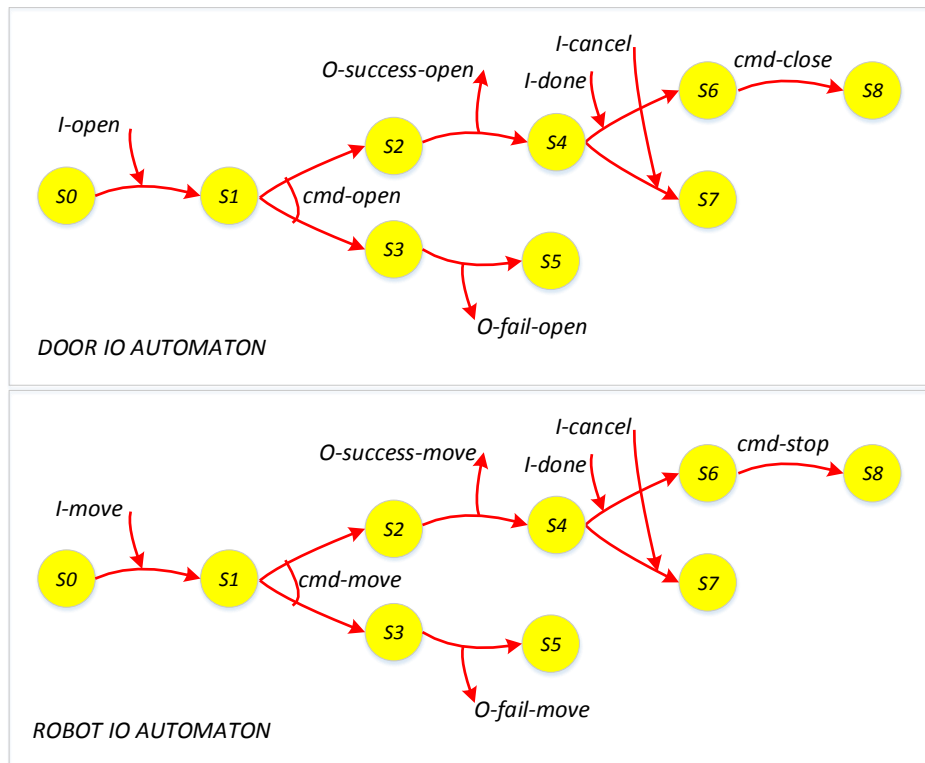 I-cancel
O-success-open
I-done
cmd-close
S6
S8
I-open
S2
S4
S0
S1
cmd-open
S7
S3
S5
O-fail-open
DOOR IO AUTOMATON
I-cancel
O-success-move
I-done
cmd-stop
S6
S8
I-move
S2
S4
S0
S1
cmd-move
S7
S3
S5
O-fail-move
ROBOT IO AUTOMATON